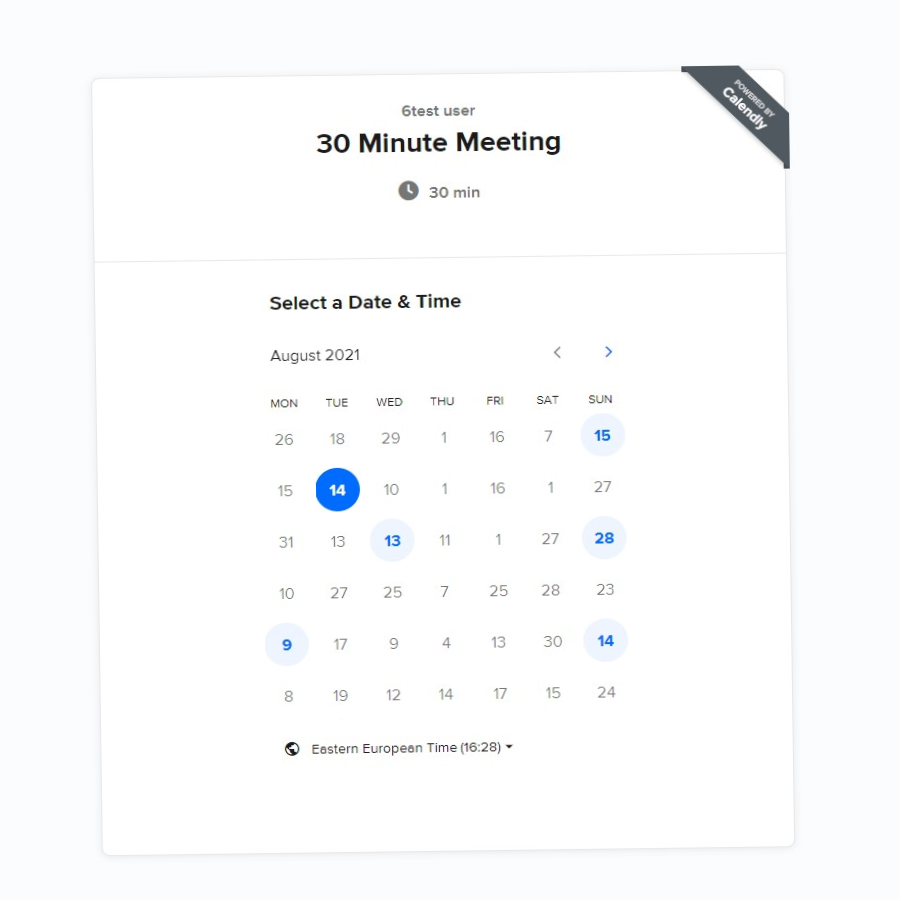 POWERED BY
Calendly
6test user
30 Minute Meeting
30 min
Select a Date & Time
August 2021
MON TUE WED THU FRI SAT SUN
26 18 29 1 16 7 15
15 14 10 1 16 1 27
31 13 13 11 1 27 28
10 27 25 7 25 28 23
9 17 9 4 13 30 14
8 19 12 14 17 15 24
Eastern European Time (16:28)